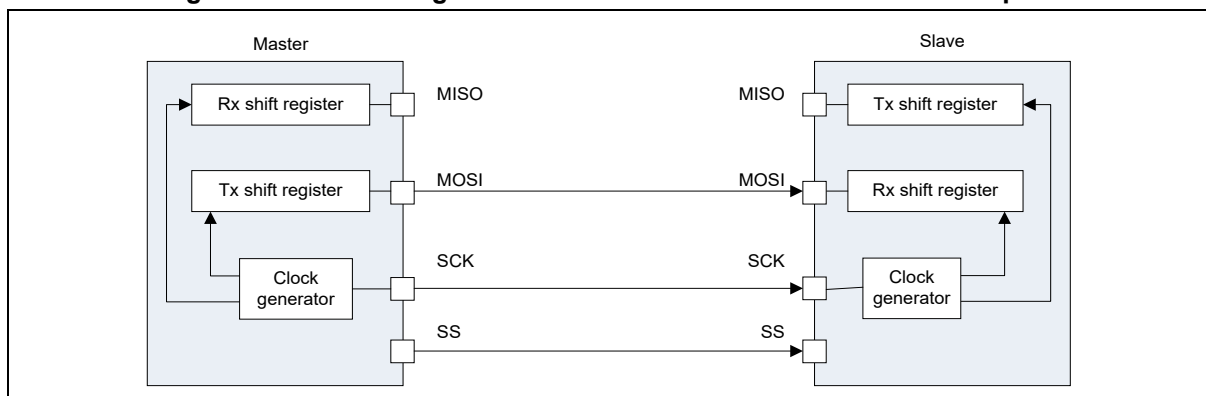 Master
Slave
Rx shift register
MISO
MISO
Tx shift register
Tx shift register
MOSI
MOSI
Rx shift register
Clock
generator
SCK
SCK
Clock
generator
SS
SS